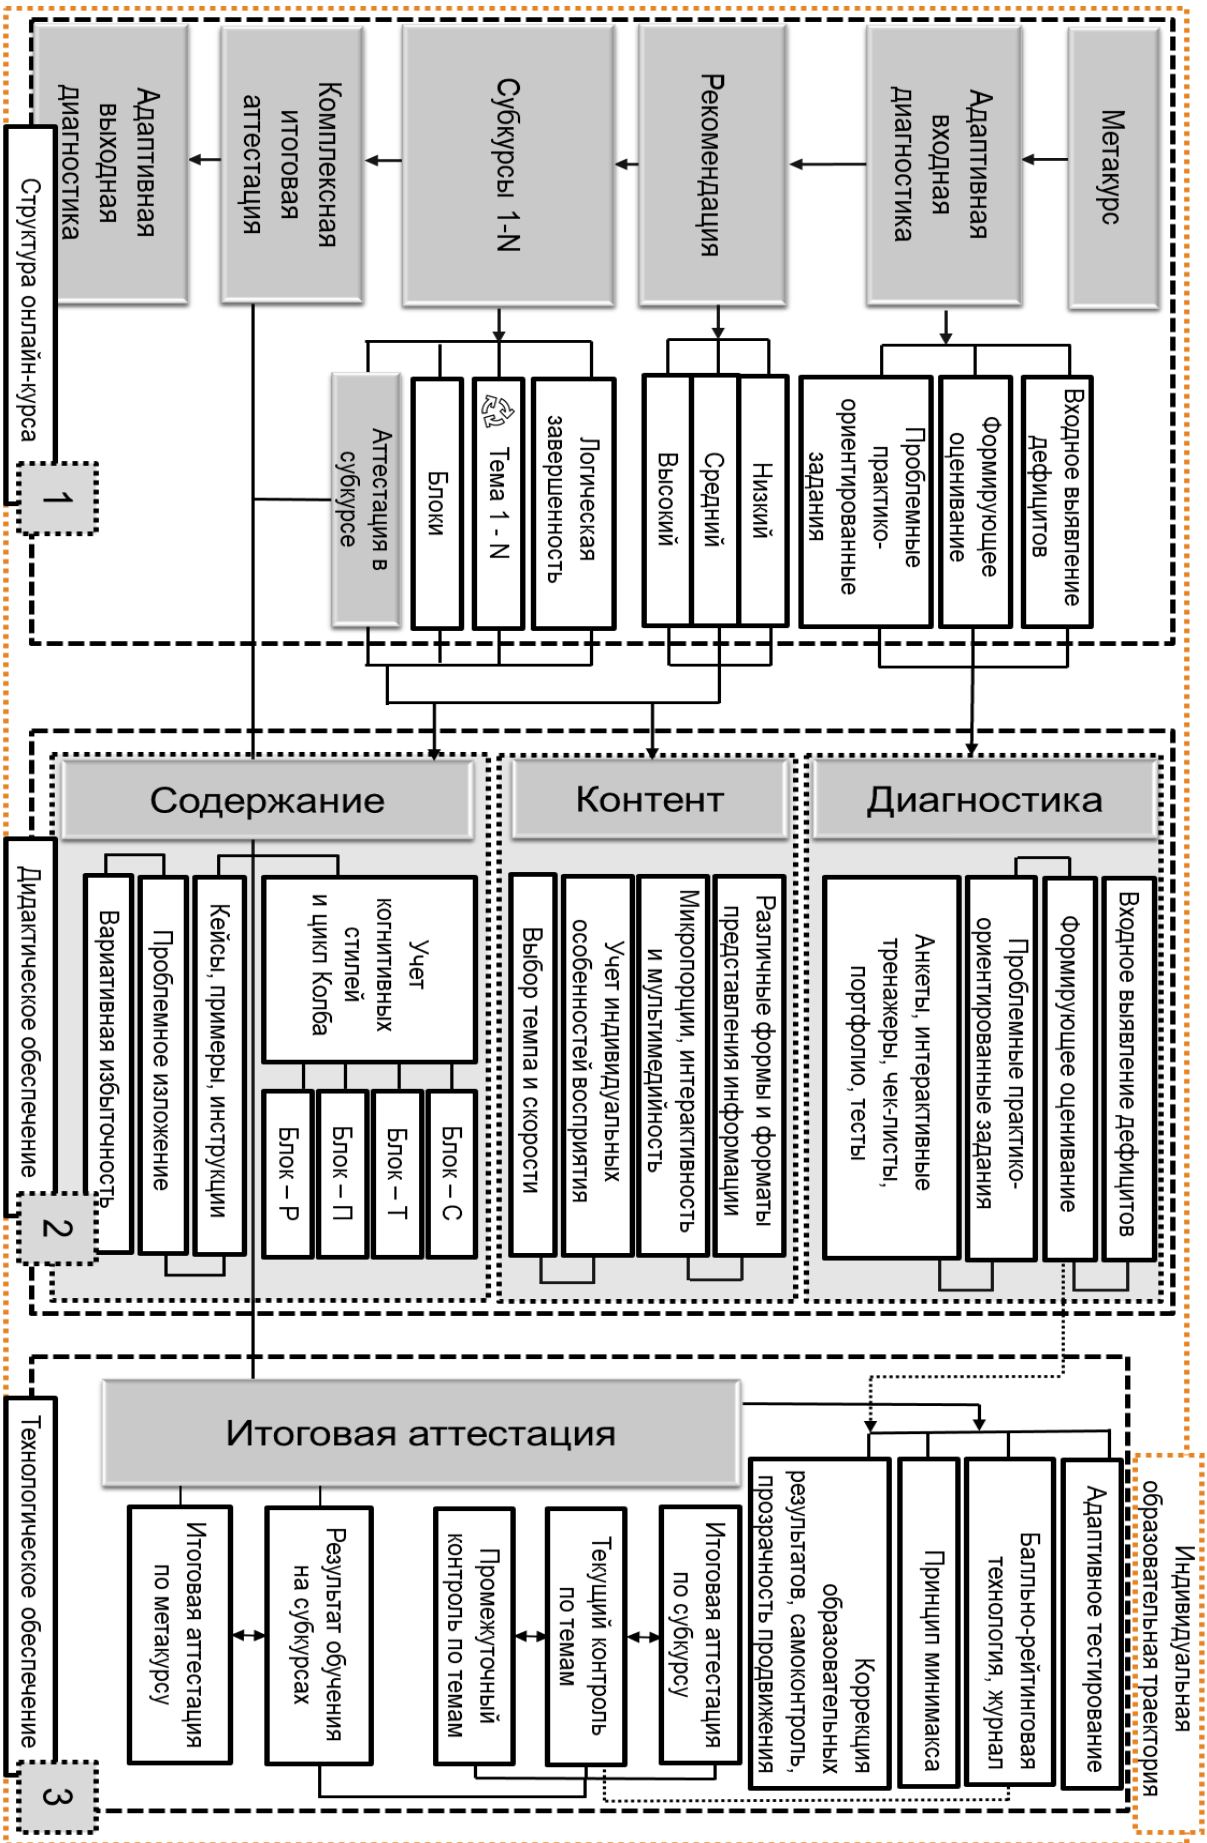 Индивидуальная
образовательная траектория
Метакурс
Адаптивная
входная
диагностика
Рекомендация
Субкурсы 1-N
Комплексная
итоговая
аттестация
Адаптивная
выходная
диагностика
Структура онлайн-курса
1
Входное выявление
дефицитов
Формирующее
оценивание
Проблемные
практико-
ориентированные
задания
Низкий
Средний
Высокий
Логическая
завершенность
Тема 1 - N
Блоки
Аттестация в
субкурсе
Диагностика
Контент
Содержание
Дидактическое обеспечение
2
Входное выявление дефицитов
Формирующее оценивание
Проблемные практико-
ориентированные задания
Анкеты, интерактивные
тренажеры, чек-листы,
портфолио, тесты
Различные формы и форматы
представления информации
Микропорции, интерактивность
и мультимедийность
Учет индивидуальных
особенностей восприятия
Выбор темпа и скорости
Учет
когнитивных
стилей
и цикл Колба
Блок – С
Блок – Т
Блок – П
Блок – Р
Кейсы, примеры, инструкции
Проблемное изложение
Вариативная избыточность
Итоговая аттестация
Технологическое обеспечение
3
Адаптивное тестирование
Балльно-рейтинговая
технология, журнал
Принцип минимакса
Коррекция
образовательных
результатов, самоконтроль,
прозрачность продвижения
Итоговая аттестация
по субкурсу
Текущий контроль
по темам
Промежуточный
контроль по темам
Результат обучения
на субкурсах
Итоговая аттестация
по метакурсу